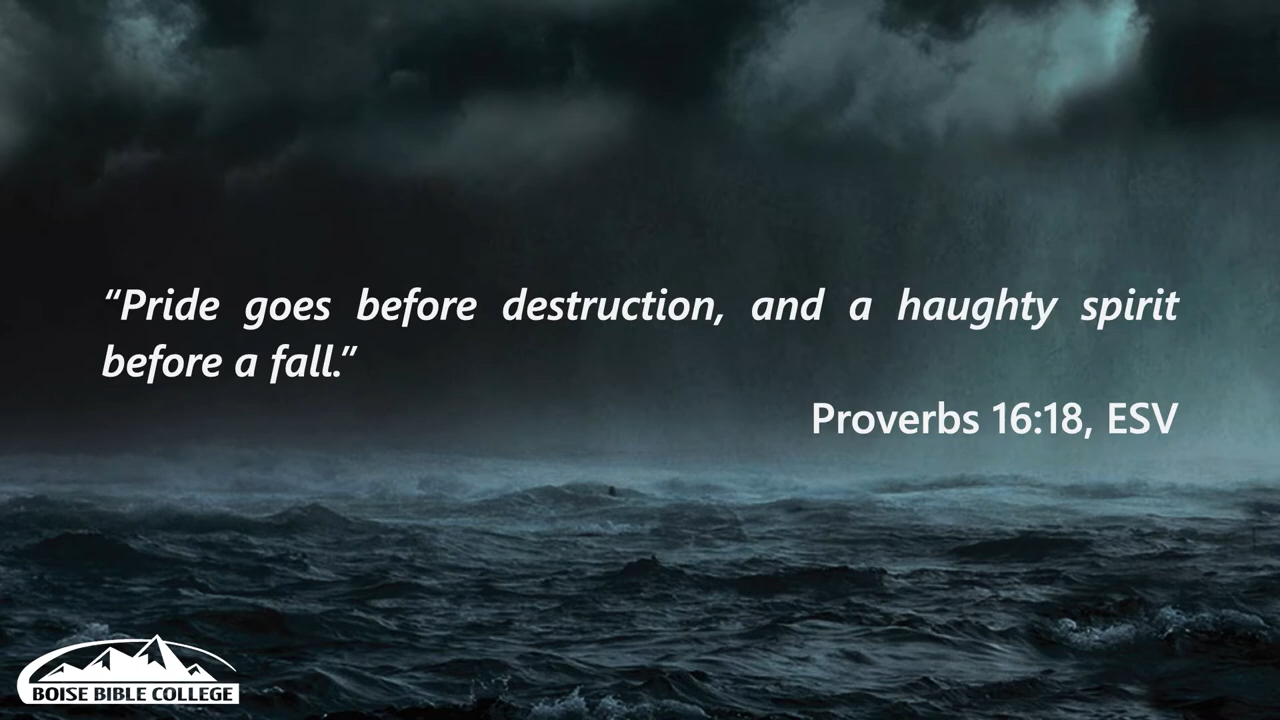 “Pride goes before destruction, and a haughty spirit
before a fall.”
Proverbs 16:18, ESV
BOISE BIBLE COLLEGE